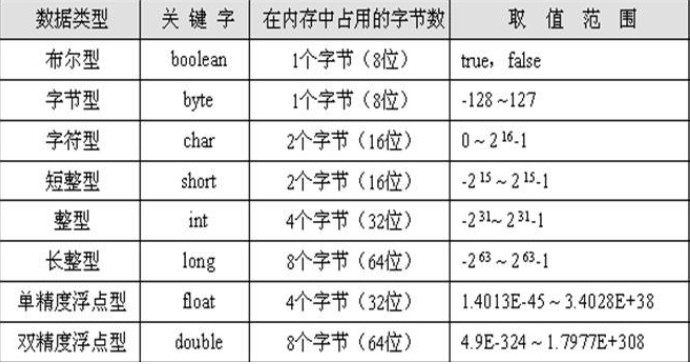 数据类型 关键字 在内存中占用的字节数 取值范围
布尔型 boolean 1个字节（8位） true，false
字节型 byte 1个字节（8位） -128～127
字符型 char 2个字节（16位） 0～2^16-1
短整型 short 2个字节（16位） -2^15～2^15-1
整型 int 4个字节（32位） -2^31～2^31-1
长整型 long 8个字节（64位） -2^63～2^63-1
单精度浮点型 float 4个字节（32位） 1.4013E-45～3.4028E+38
双精度浮点型 double 8个字节（64位） 4.9E-324～1.7977E+308